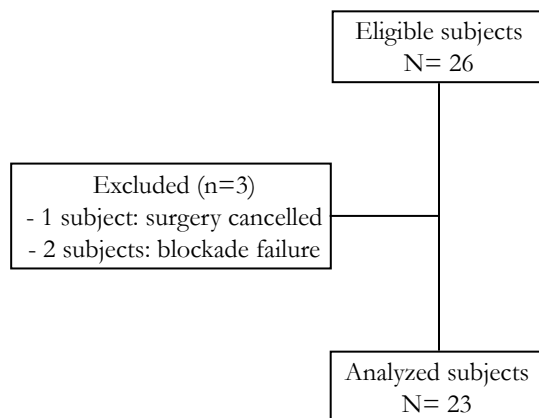 Eligible subjects
N= 26
Excluded (n=3)
- 1 subject: surgery cancelled
- 2 subjects: blockade failure
Analyzed subjects
N= 23